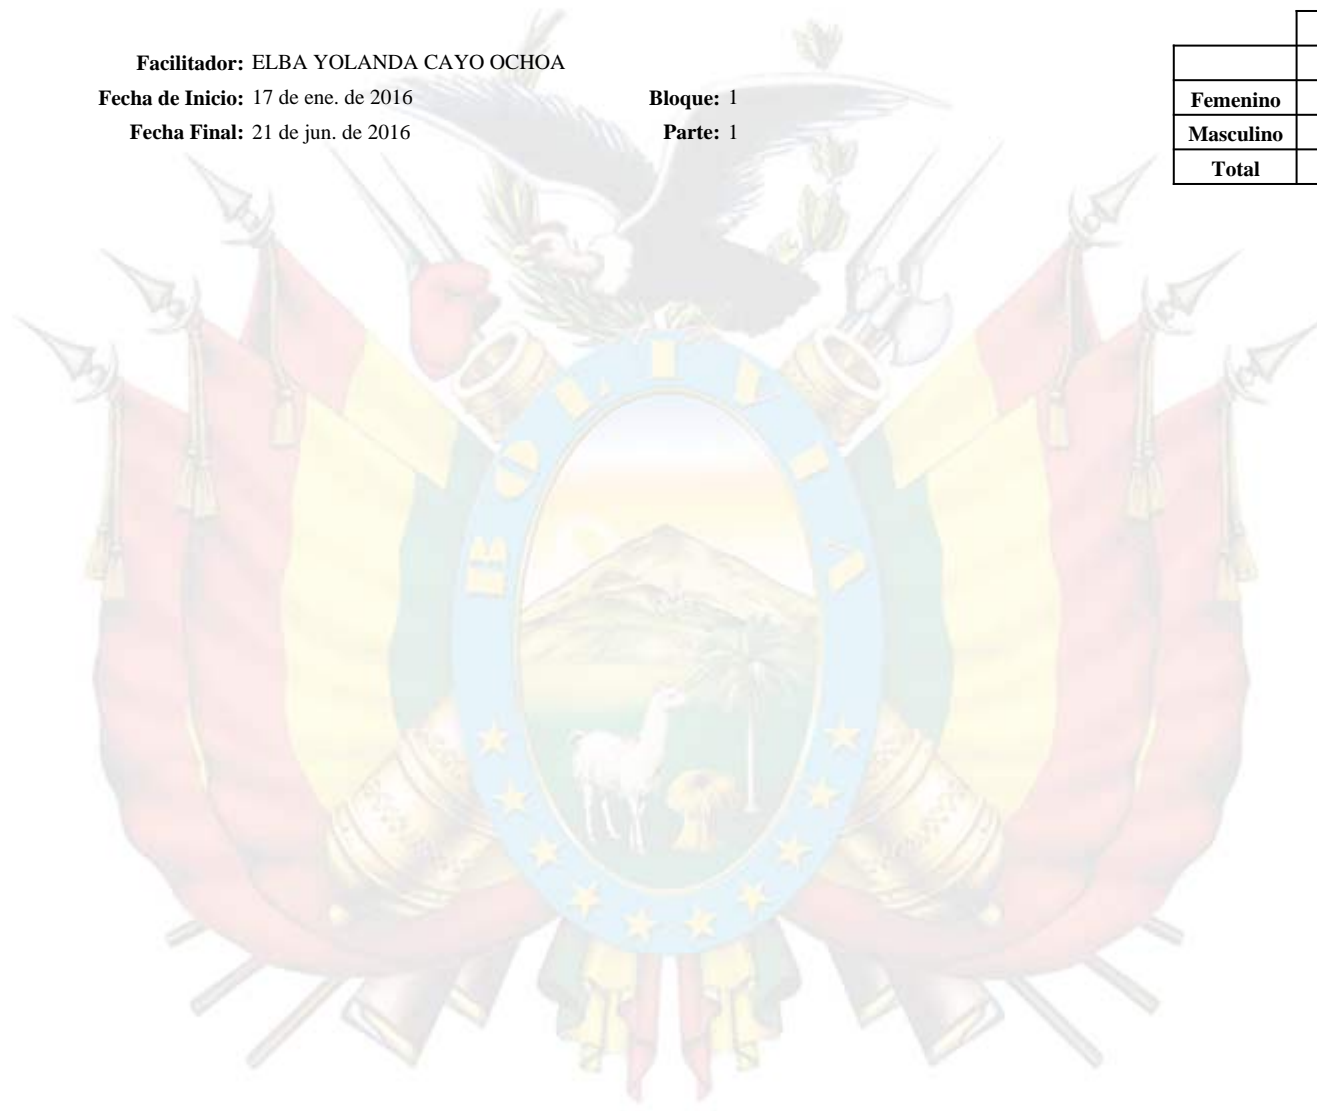 Facilitador: ELBA YOLANDA CAYO OCHOA
Fecha de Inicio: 17 de ene. de 2016 Bloque: 1
Fecha Final: 21 de jun. de 2016 Parte: 1
Femenino
Masculino
Total
BOLIVIA